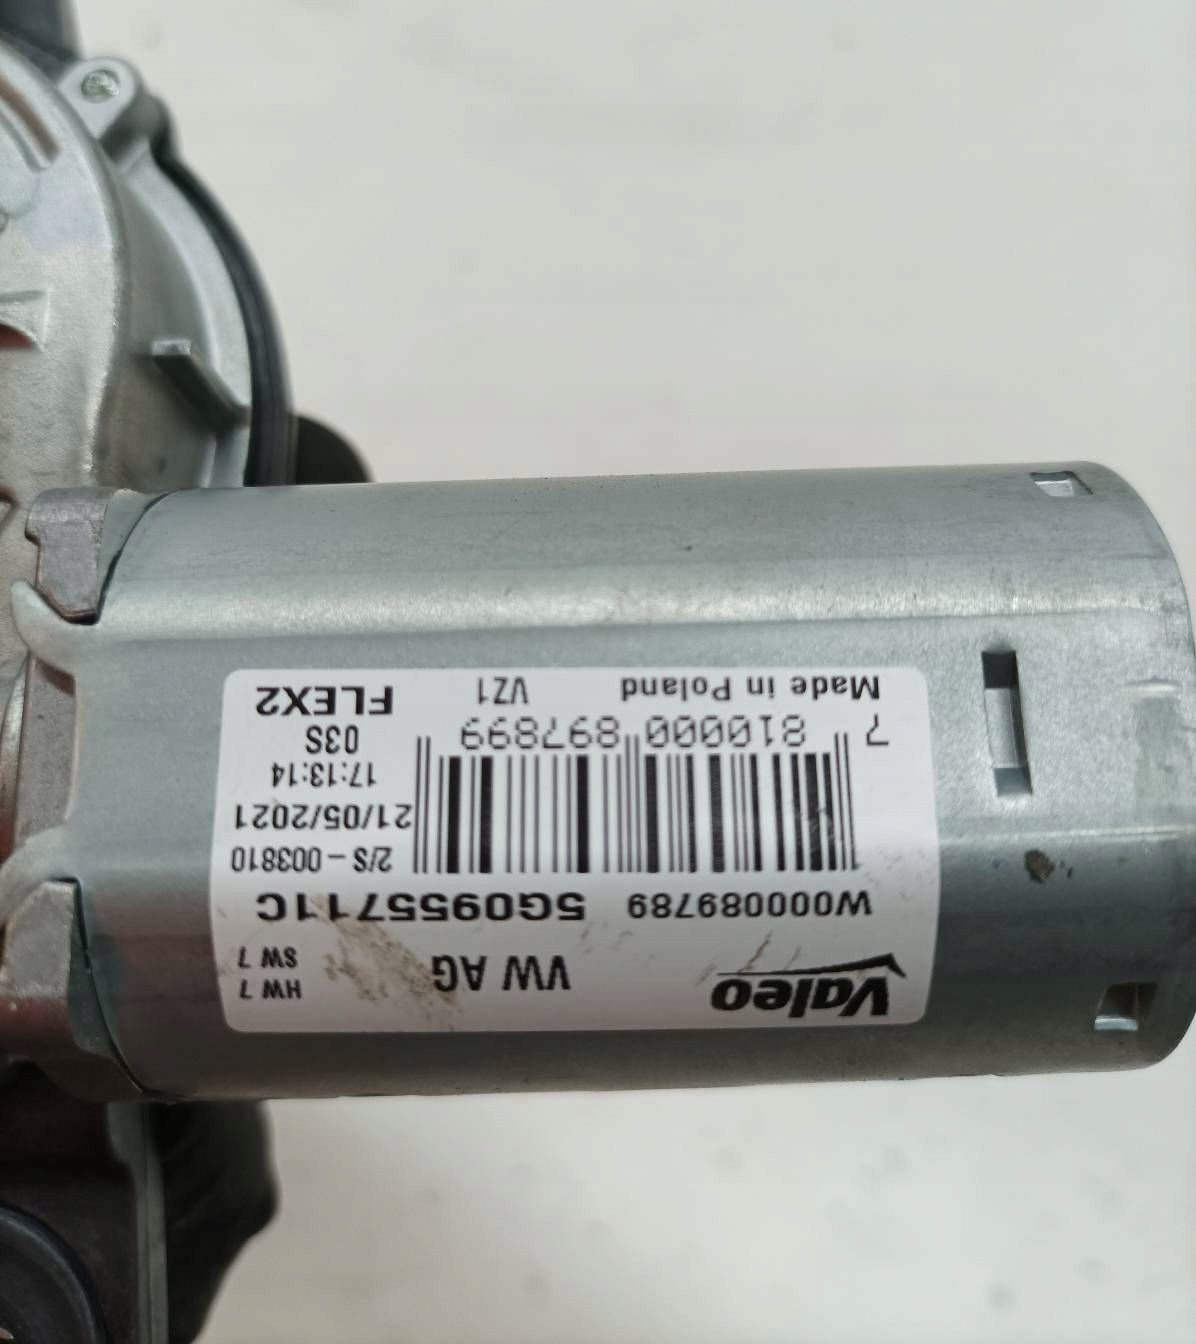 Valeo VW AG HW 7
SW 7
W000089789 5G0955711C
2/S - 003810
21/05/2021
17:13:14
03S
7 810000 897899
Made in Poland VZ1 FLEX2